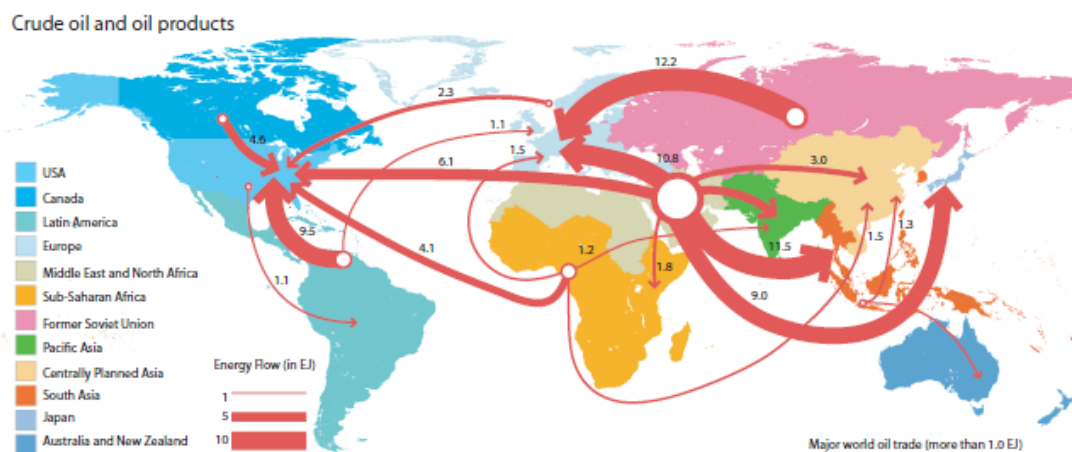 Crude oil and oil products
12.2
2.3
1.1
4.6
1.5
10.8
3.0
6.1
USA
Canada
Latin America
9.5
4.1
1.2
11.5
1.5
1.3
Europe
Middle East and North Africa
1.8
1.1
9.0
Sub-Saharan Africa
Former Soviet Union
Pacific Asia
Centrally Planned Asia
South Asia
Japan
Australia and New Zealand
Energy Flow (in EJ)
1
5
10
Major world oil trade (more than 1.0 EJ)